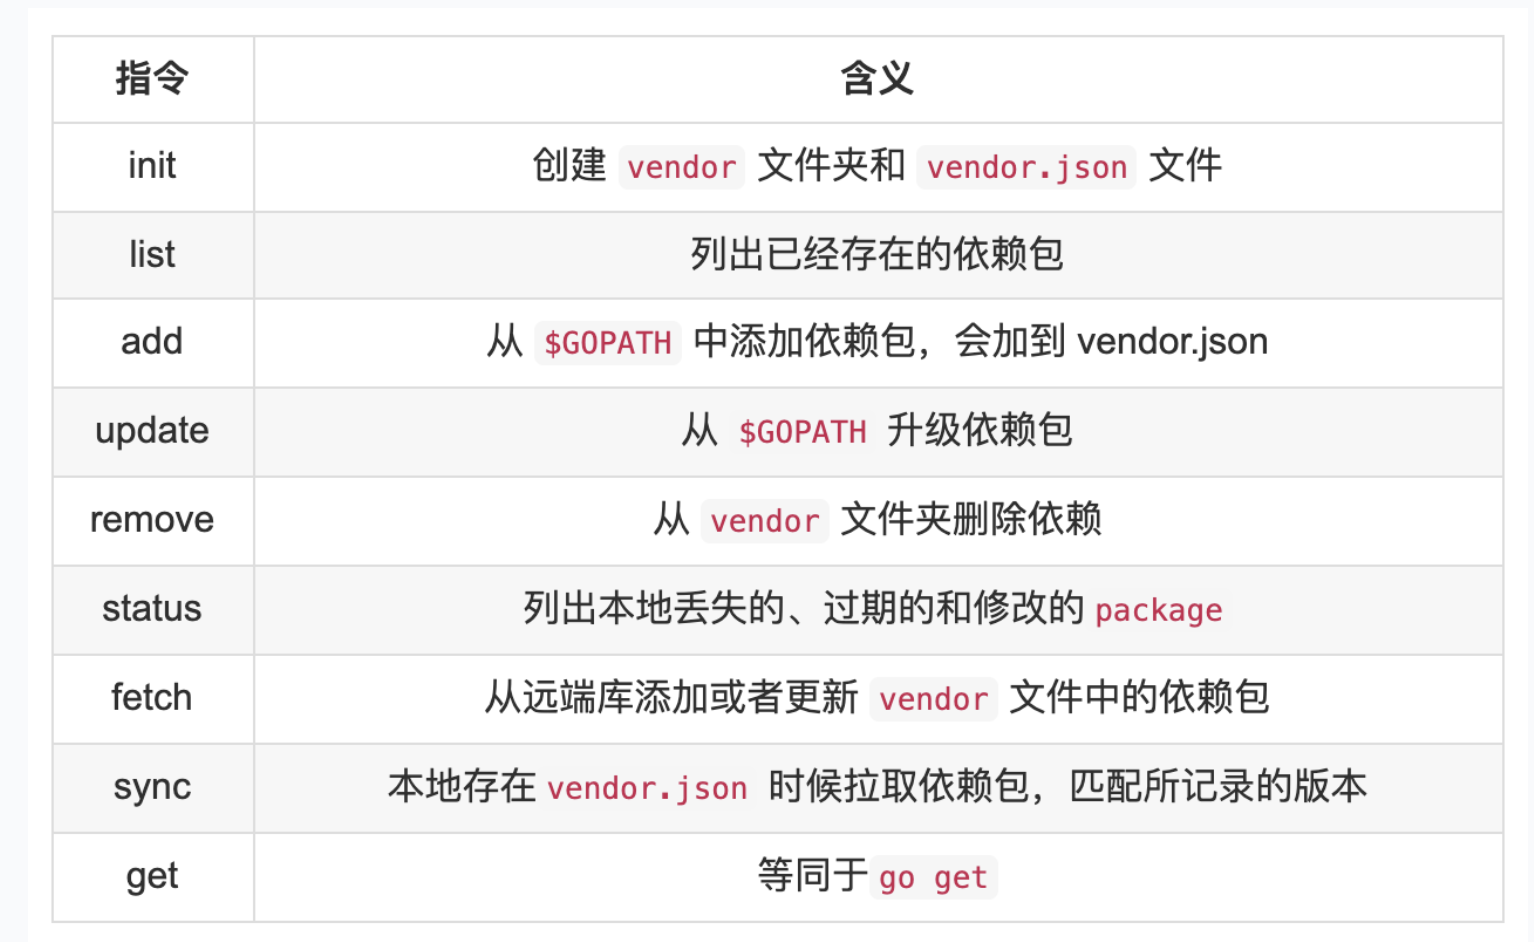 指令 含义
init 创建 vendor 文件夹和 vendor.json 文件
list 列出已经存在的依赖包
add 从 $GOPATH 中添加依赖包，会加到 vendor.json
update 从 $GOPATH 升级依赖包
remove 从 vendor 文件夹删除依赖
status 列出本地丢失的、过期的和修改的 package
fetch 从远端库添加或者更新 vendor 文件中的依赖包
sync 本地存在 vendor.json 时候拉取依赖包，匹配所记录的版本
get 等同于 go get